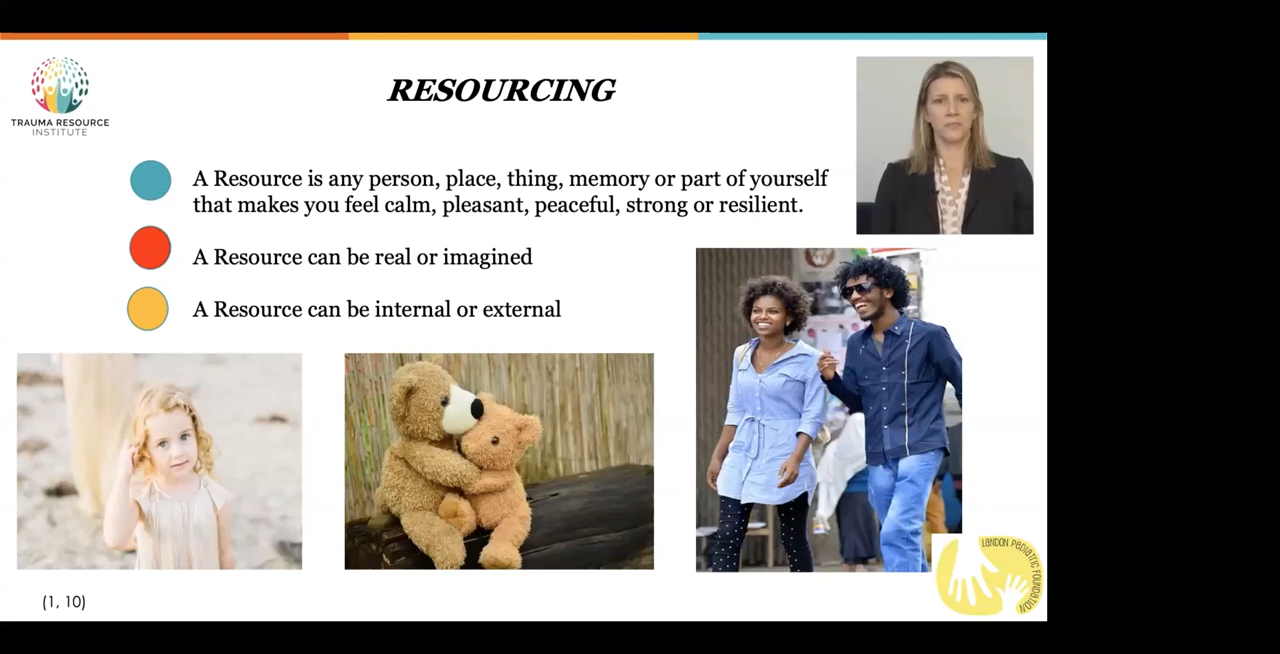 RESOURCING
TRAUMA RESOURCE
INSTITUTE
A Resource is any person, place, thing, memory or part of yourself
that makes you feel calm, pleasant, peaceful, strong or resilient.
A Resource can be real or imagined
A Resource can be internal or external
LANDON PEDIATRIC FOUNDATION
(1, 10)